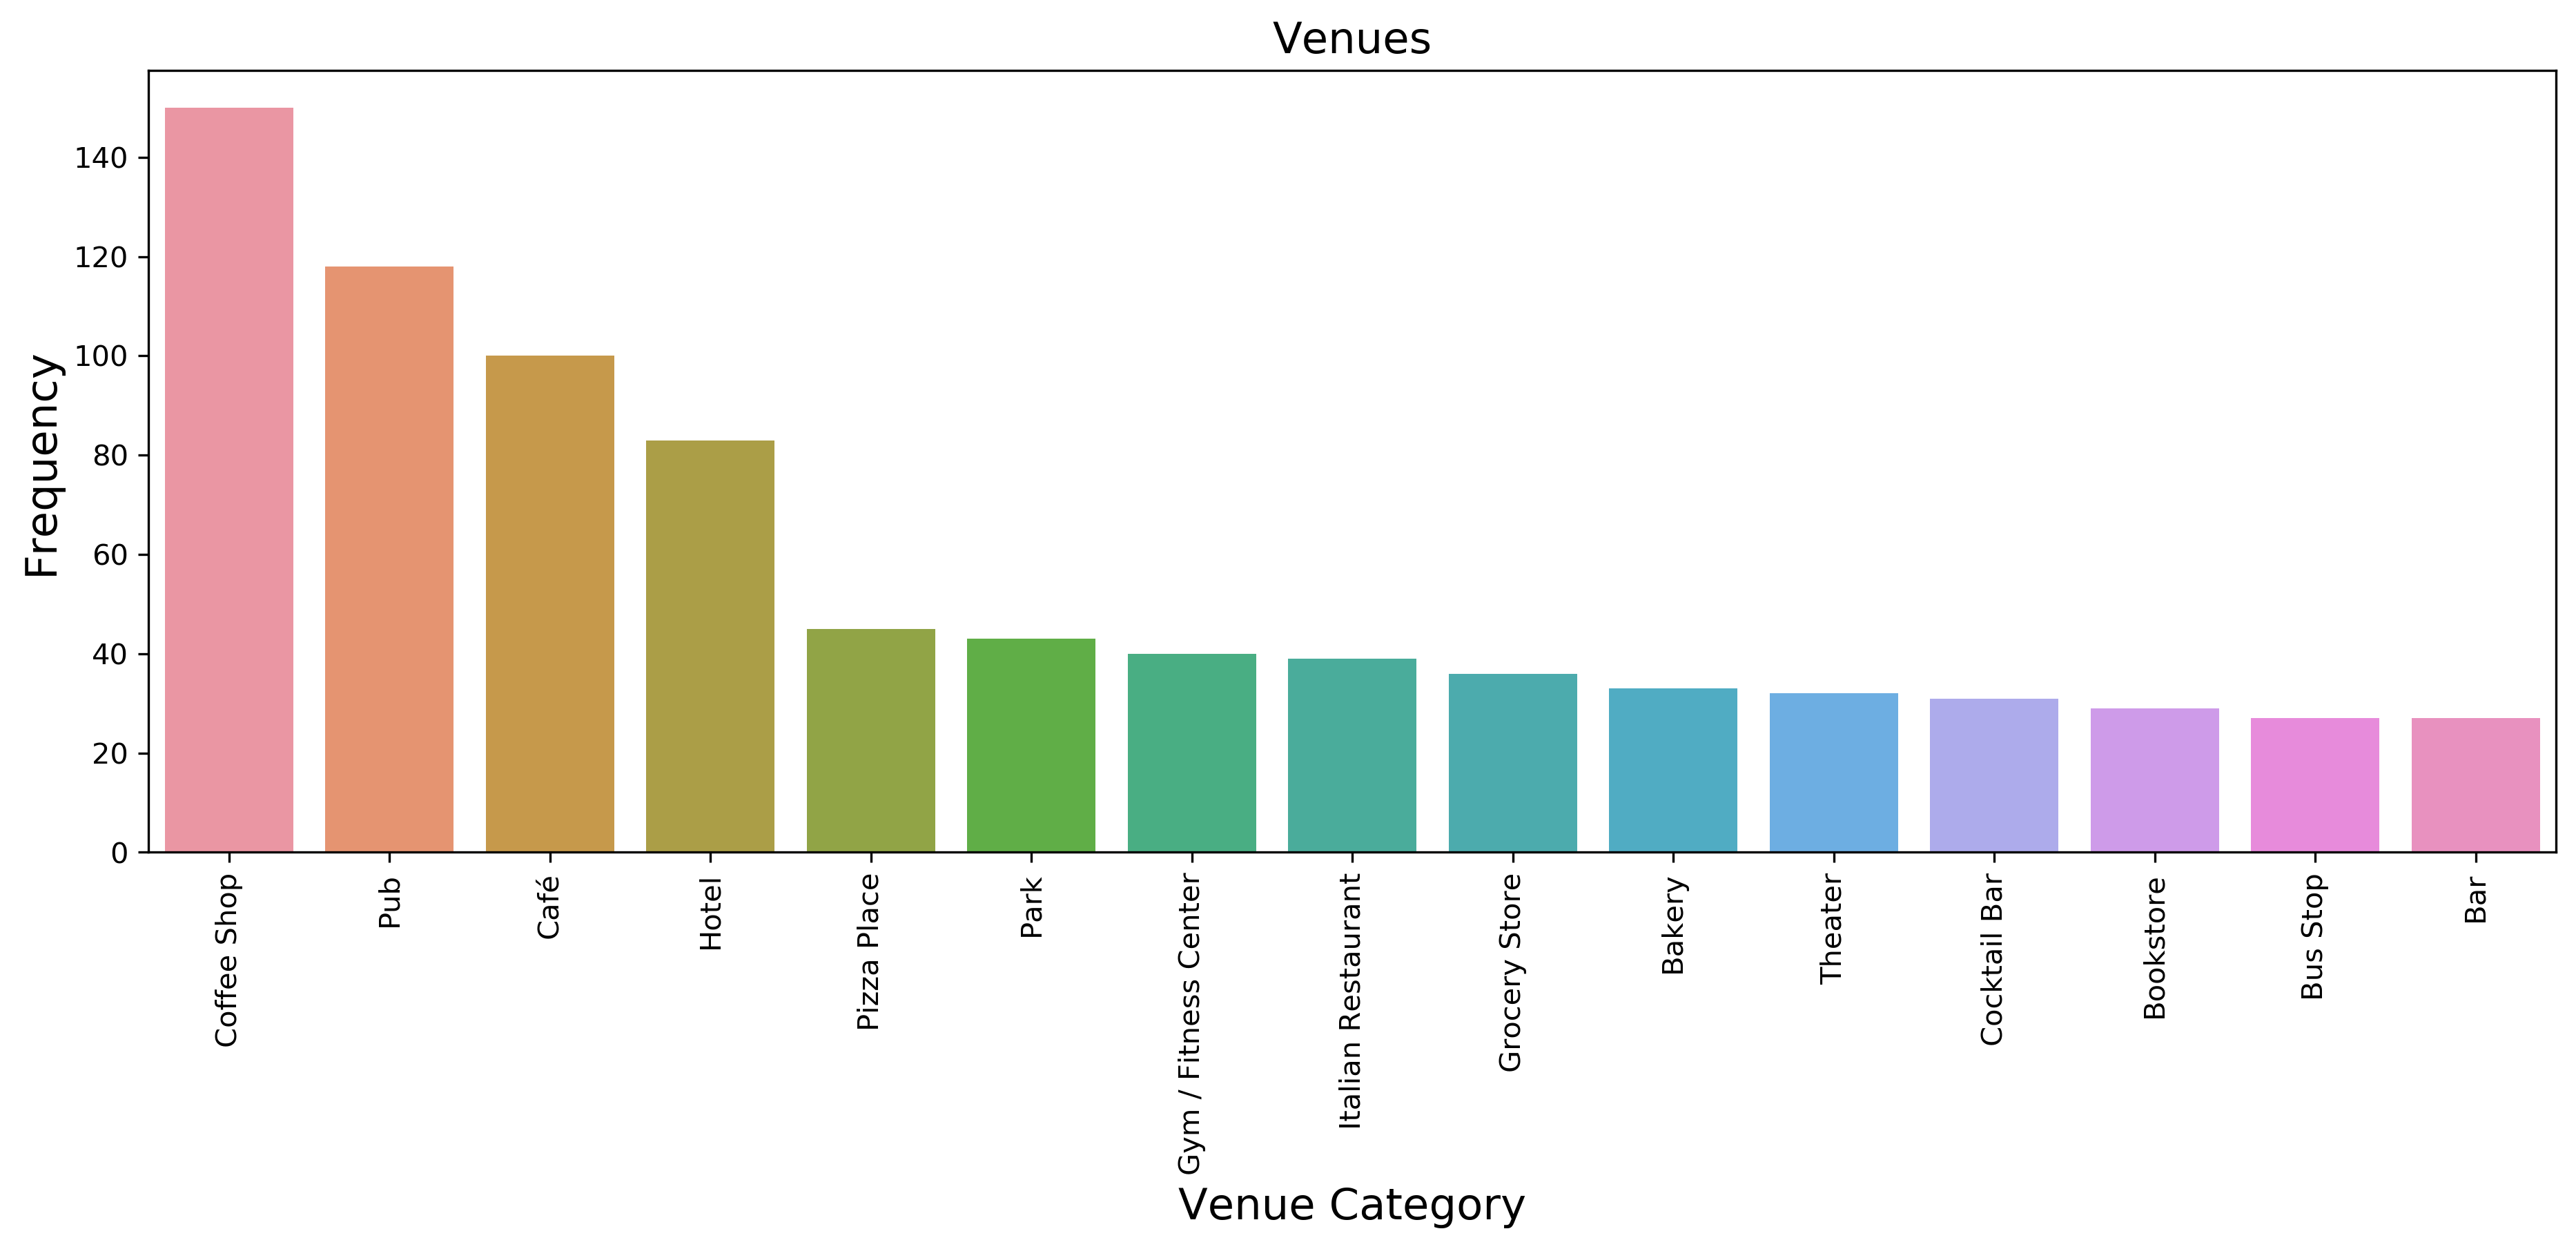 Venues
Frequency
140
120
100
80
60
40
20
0
Coffee Shop
Pub
Café
Hotel
Pizza Place
Park
Gym / Fitness Center
Italian Restaurant
Grocery Store
Bakery
Theater
Cocktail Bar
Bookstore
Bus Stop
Bar
Venue Category